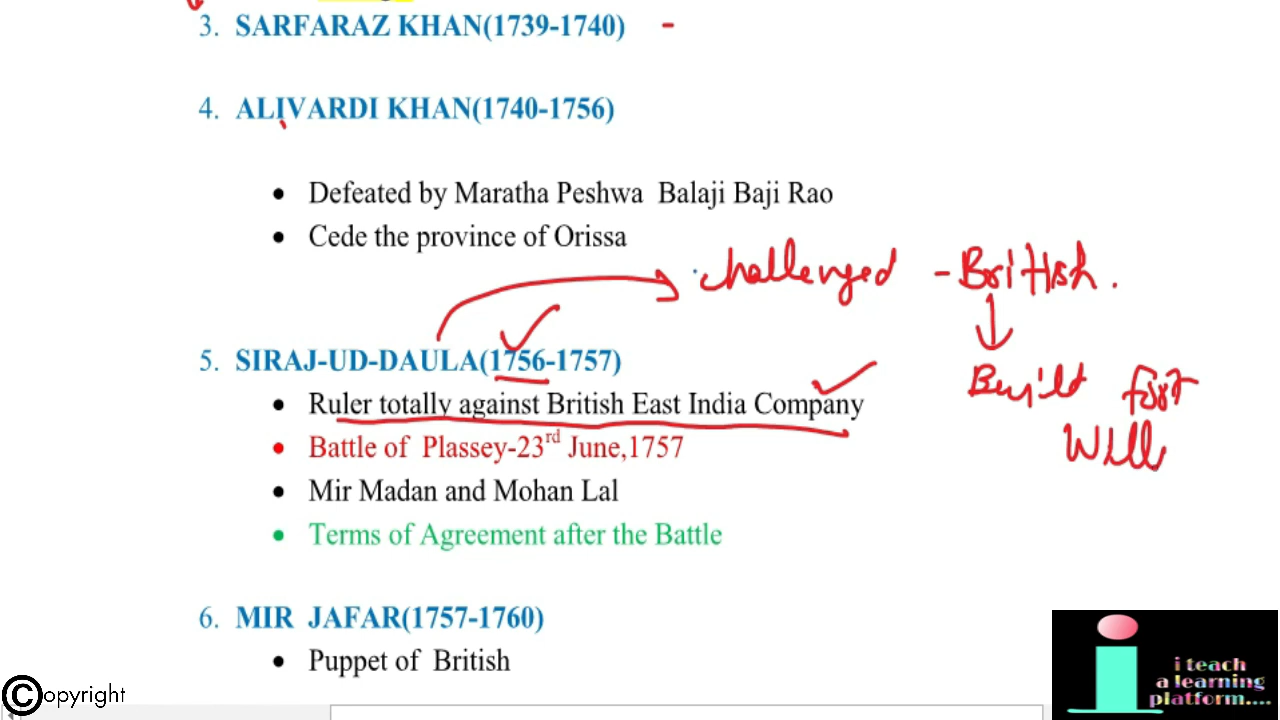 3. SARFARAZ KHAN(1739-1740) -
4. ALIVARDI KHAN(1740-1756)
• Defeated by Maratha Peshwa Balaji Baji Rao
• Cede the province of Orissa
challenged - British.
5. SIRAJ-UD-DAULA(1756-1757)
Built fort
Will
• Ruler totally against British East India Company
• Battle of Plassey-23rd June,1757
• Mir Madan and Mohan Lal
• Terms of Agreement after the Battle
6. MIR JAFAR(1757-1760)
• Puppet of British
©opyright
i teach
a learning
platform....